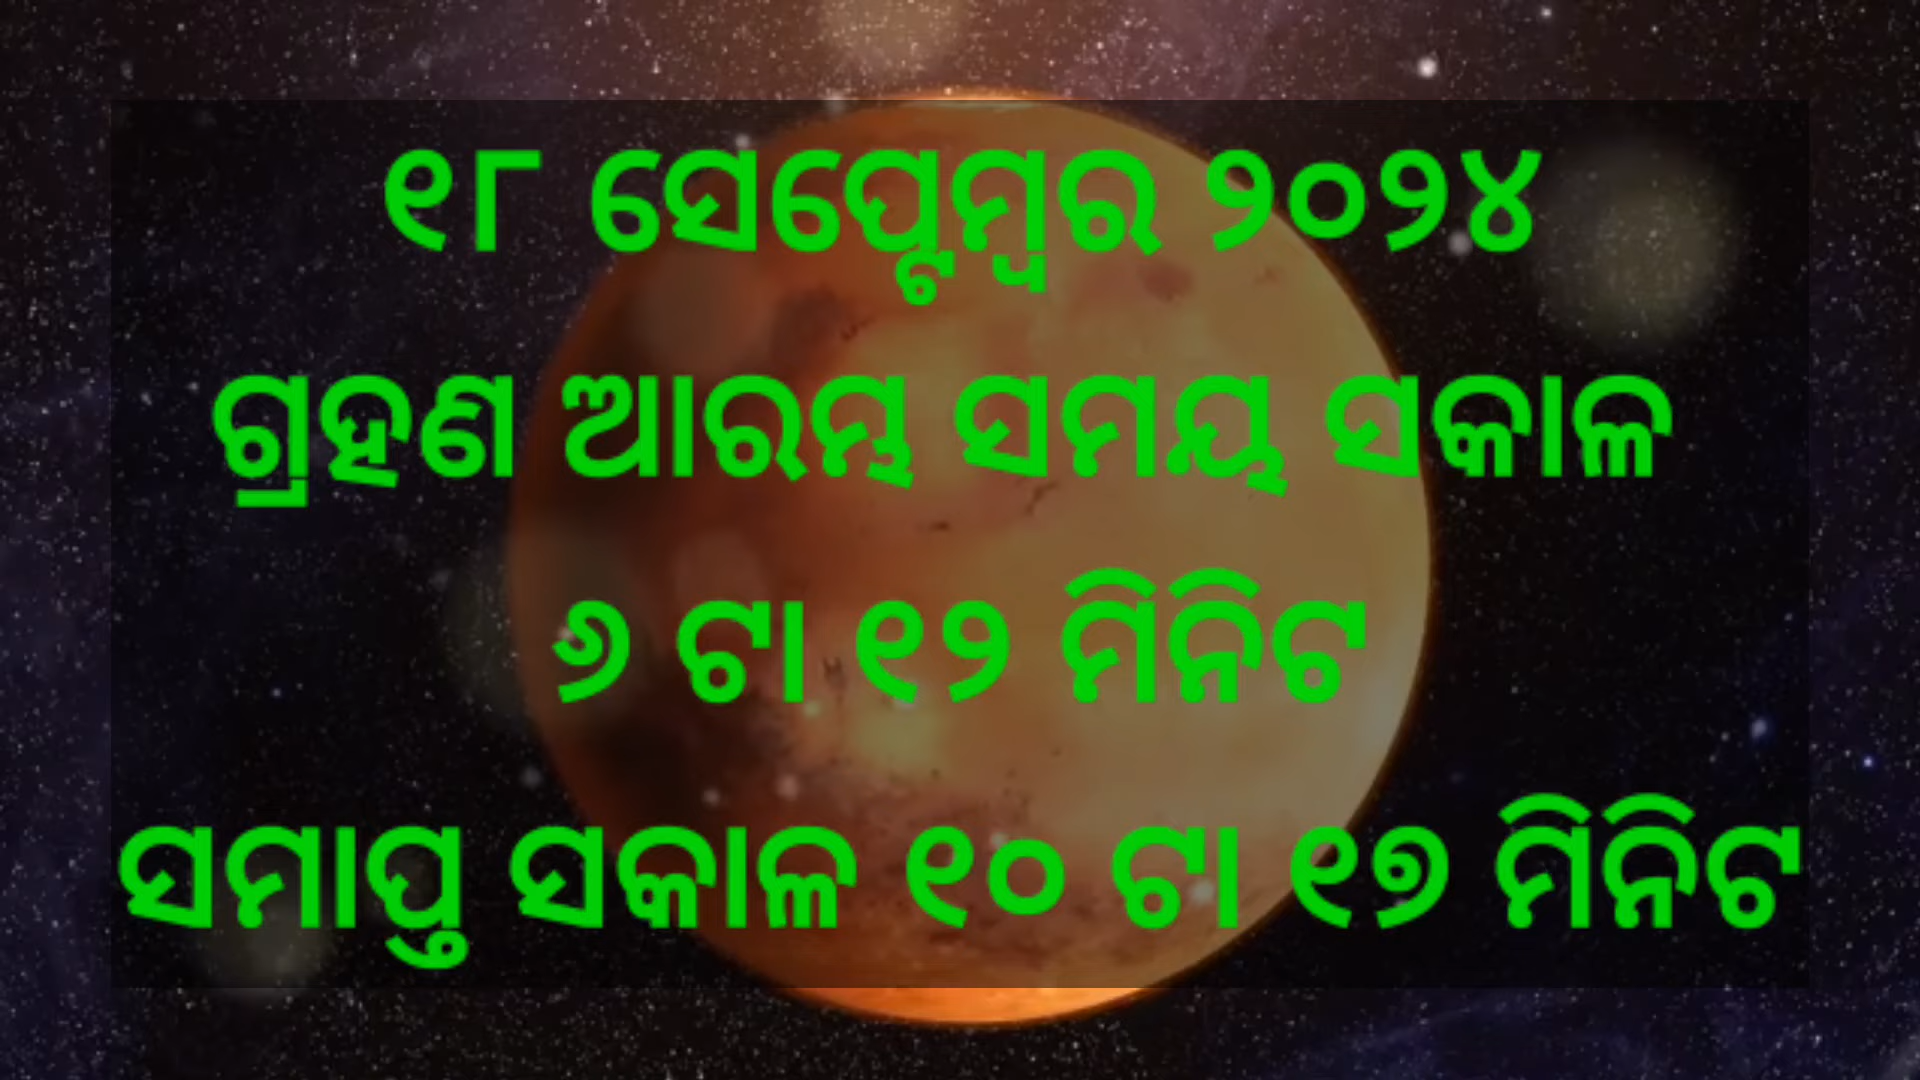 ୧୮ ସେପ୍ଟେମ୍ବର ୨୦୨୪
ଗ୍ରହଣ ଆରମ୍ଭ ସମୟ ସକାଳ
୬ ଟା ୧୨ ମିନିଟ
ସମାପ୍ତ ସକାଳ ୧୦ ଟା ୧୭ ମିନିଟ